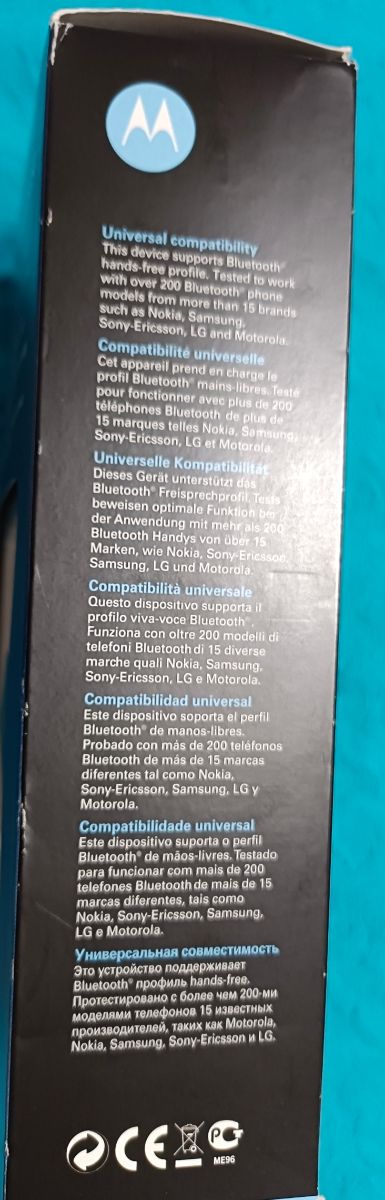 Universal compatibility
This device supports Bluetooth®
hands-free profile. Tested to work
with over 200 Bluetooth® phone
models from more than 15 brands
such as Nokia, Samsung,
Sony-Ericsson, LG and Motorola.
Compatibilité universelle
Cet appareil prend en charge le
profil Bluetooth® mains-libres. Testé
pour fonctionner avec plus de 200
téléphones Bluetooth de plus de
15 marques telles Nokia, Samsung,
Sony-Ericsson, LG et Motorola.
Universelle Kompatibilität
Dieses Gerät unterstützt das
Bluetooth® Freisprechprofil. Tests
beweisen optimale Funktion bei
der Anwendung mit mehr als 200
Bluetooth Handys von über 15
Marken, wie Nokia, Sony-Ericsson,
Samsung, LG und Motorola.
Compatibilità universale
Questo dispositivo supporta il
profilo viva-voce Bluetooth®.
Funziona con oltre 200 modelli di
telefoni Bluetooth di 15 diverse
marche quali Nokia, Samsung,
Sony-Ericsson, LG e Motorola.
Compatibilidad universal
Este dispositivo soporta el perfil
Bluetooth® de manos-libres.
Probado con más de 200 teléfonos
Bluetooth de más de 15 marcas
diferentes tal como Nokia,
Sony-Ericsson, Samsung, LG y
Motorola.
Compatibilidade universal
Este dispositivo suporta o perfil
Bluetooth® de mãos-livres. Testado
para funcionar com mais de 200
telefones Bluetooth de mais de 15
marcas diferentes, tais como
Nokia, Sony-Ericsson, Samsung,
LG e Motorola.
Универсальная совместимость
Это устройство поддерживает
Bluetooth® профиль hands-free.
Протестировано с более чем 200-ми
моделями телефонов 15 известных
производителей, таких как Motorola,
Nokia, Samsung, Sony-Ericsson и LG.
CE
ME96